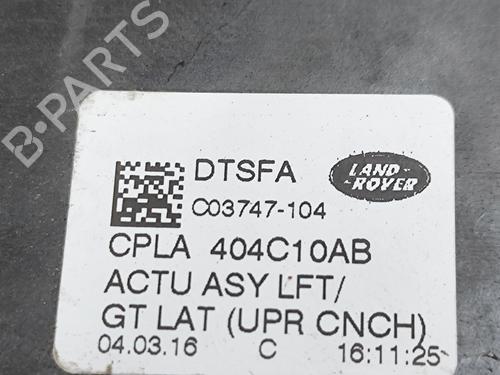 B-PARTS
DTSFA
LAND
ROVER
C03747-104
CPLA 404C10AB
ACTU ASY LFT/
GT LAT (UPR CNCH)
04.03.16 C 16:11:25